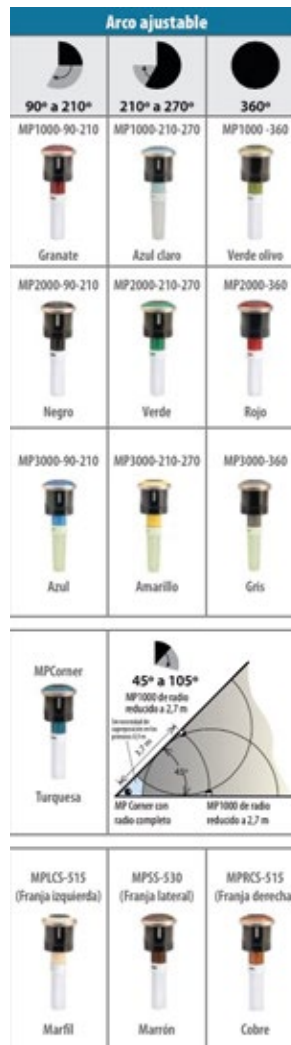 Arco ajustable
90º a 210º
210º a 270º
360º
MP1000-90-210
MP1000-210-270
MP1000 -360
Granate
Azul claro
Verde olivo
MP2000-90-210
MP2000-210-270
MP2000-360
Negro
Verde
Rojo
MP3000-90-210
MP3000-210-270
MP3000-360
Azul
Amarillo
Gris
MPCorner
Turquesa
45º a 105º
MP1000 de radio
reducido a 2,7 m
3,7 m
45º
MP Corner con
radio completo
MP1000 de radio
reducido a 2,7 m
MPLCS-515
(Franja izquierda)
MPSS-530
(Franja lateral)
MPRCS-515
(Franja derecha)
Marfil
Marrón
Cobre